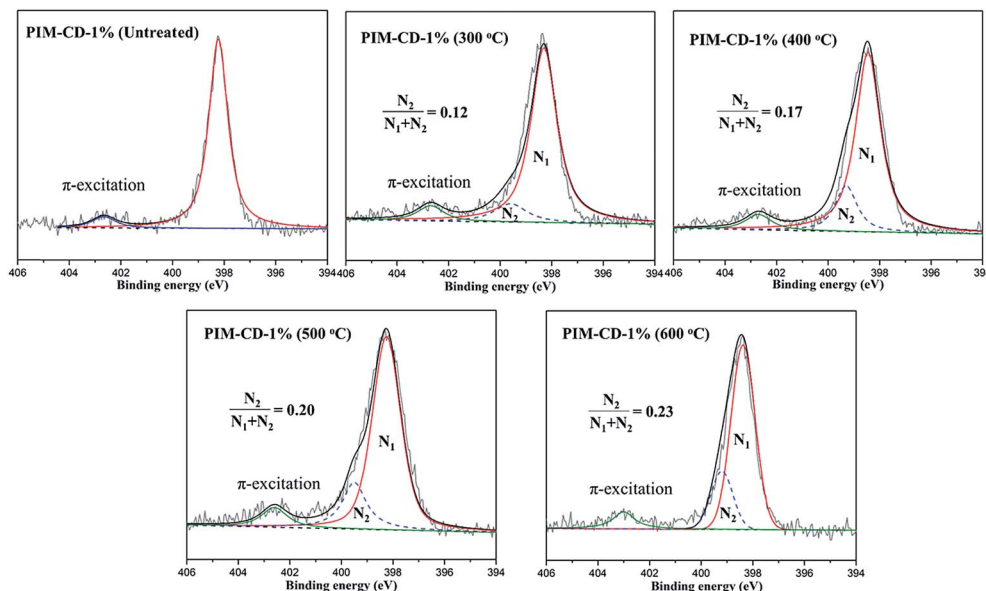 PIM-CD-1% (Untreated)
π-excitation
406 404 402 400 398 396 394
Binding energy (eV)
PIM-CD-1% (300 °C)
N₂
N₁+N₂
= 0.12
N₁
π-excitation
N₂
406 404 402 400 398 396 394
Binding energy (eV)
PIM-CD-1% (400 °C)
N₂
N₁+N₂
= 0.17
N₁
π-excitation
N₂
406 404 402 400 398 396 39
Binding energy (eV)
PIM-CD-1% (500 °C)
N₂
N₁+N₂
= 0.20
N₁
π-excitation
N₂
406 404 402 400 398 396 394
Binding energy (eV)
PIM-CD-1% (600 °C)
N₂
N₁+N₂
= 0.23
N₁
π-excitation
N₂
406 404 402 400 398 396 394
Binding energy (eV)